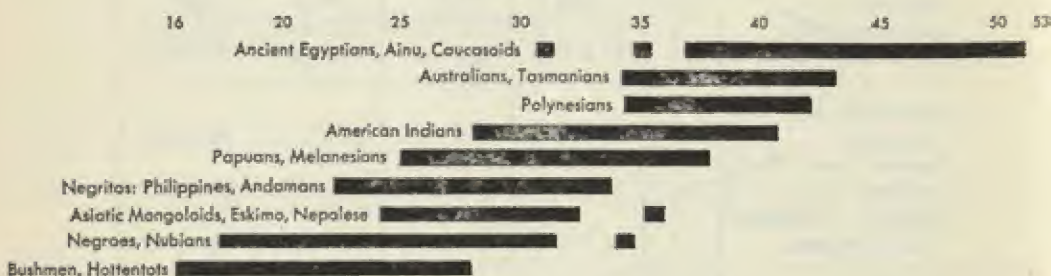 16 20 25 30 35 40 45 50 53
Ancient Egyptians, Ainu, Caucasoids
Australians, Tasmanians
Polynesians
American Indians
Papuans, Melanesians
Negritos: Philippines, Andamans
Asiatic Mongoloids, Eskimo, Nepalese
Negroes, Nubians
Bushmen, Hottentots